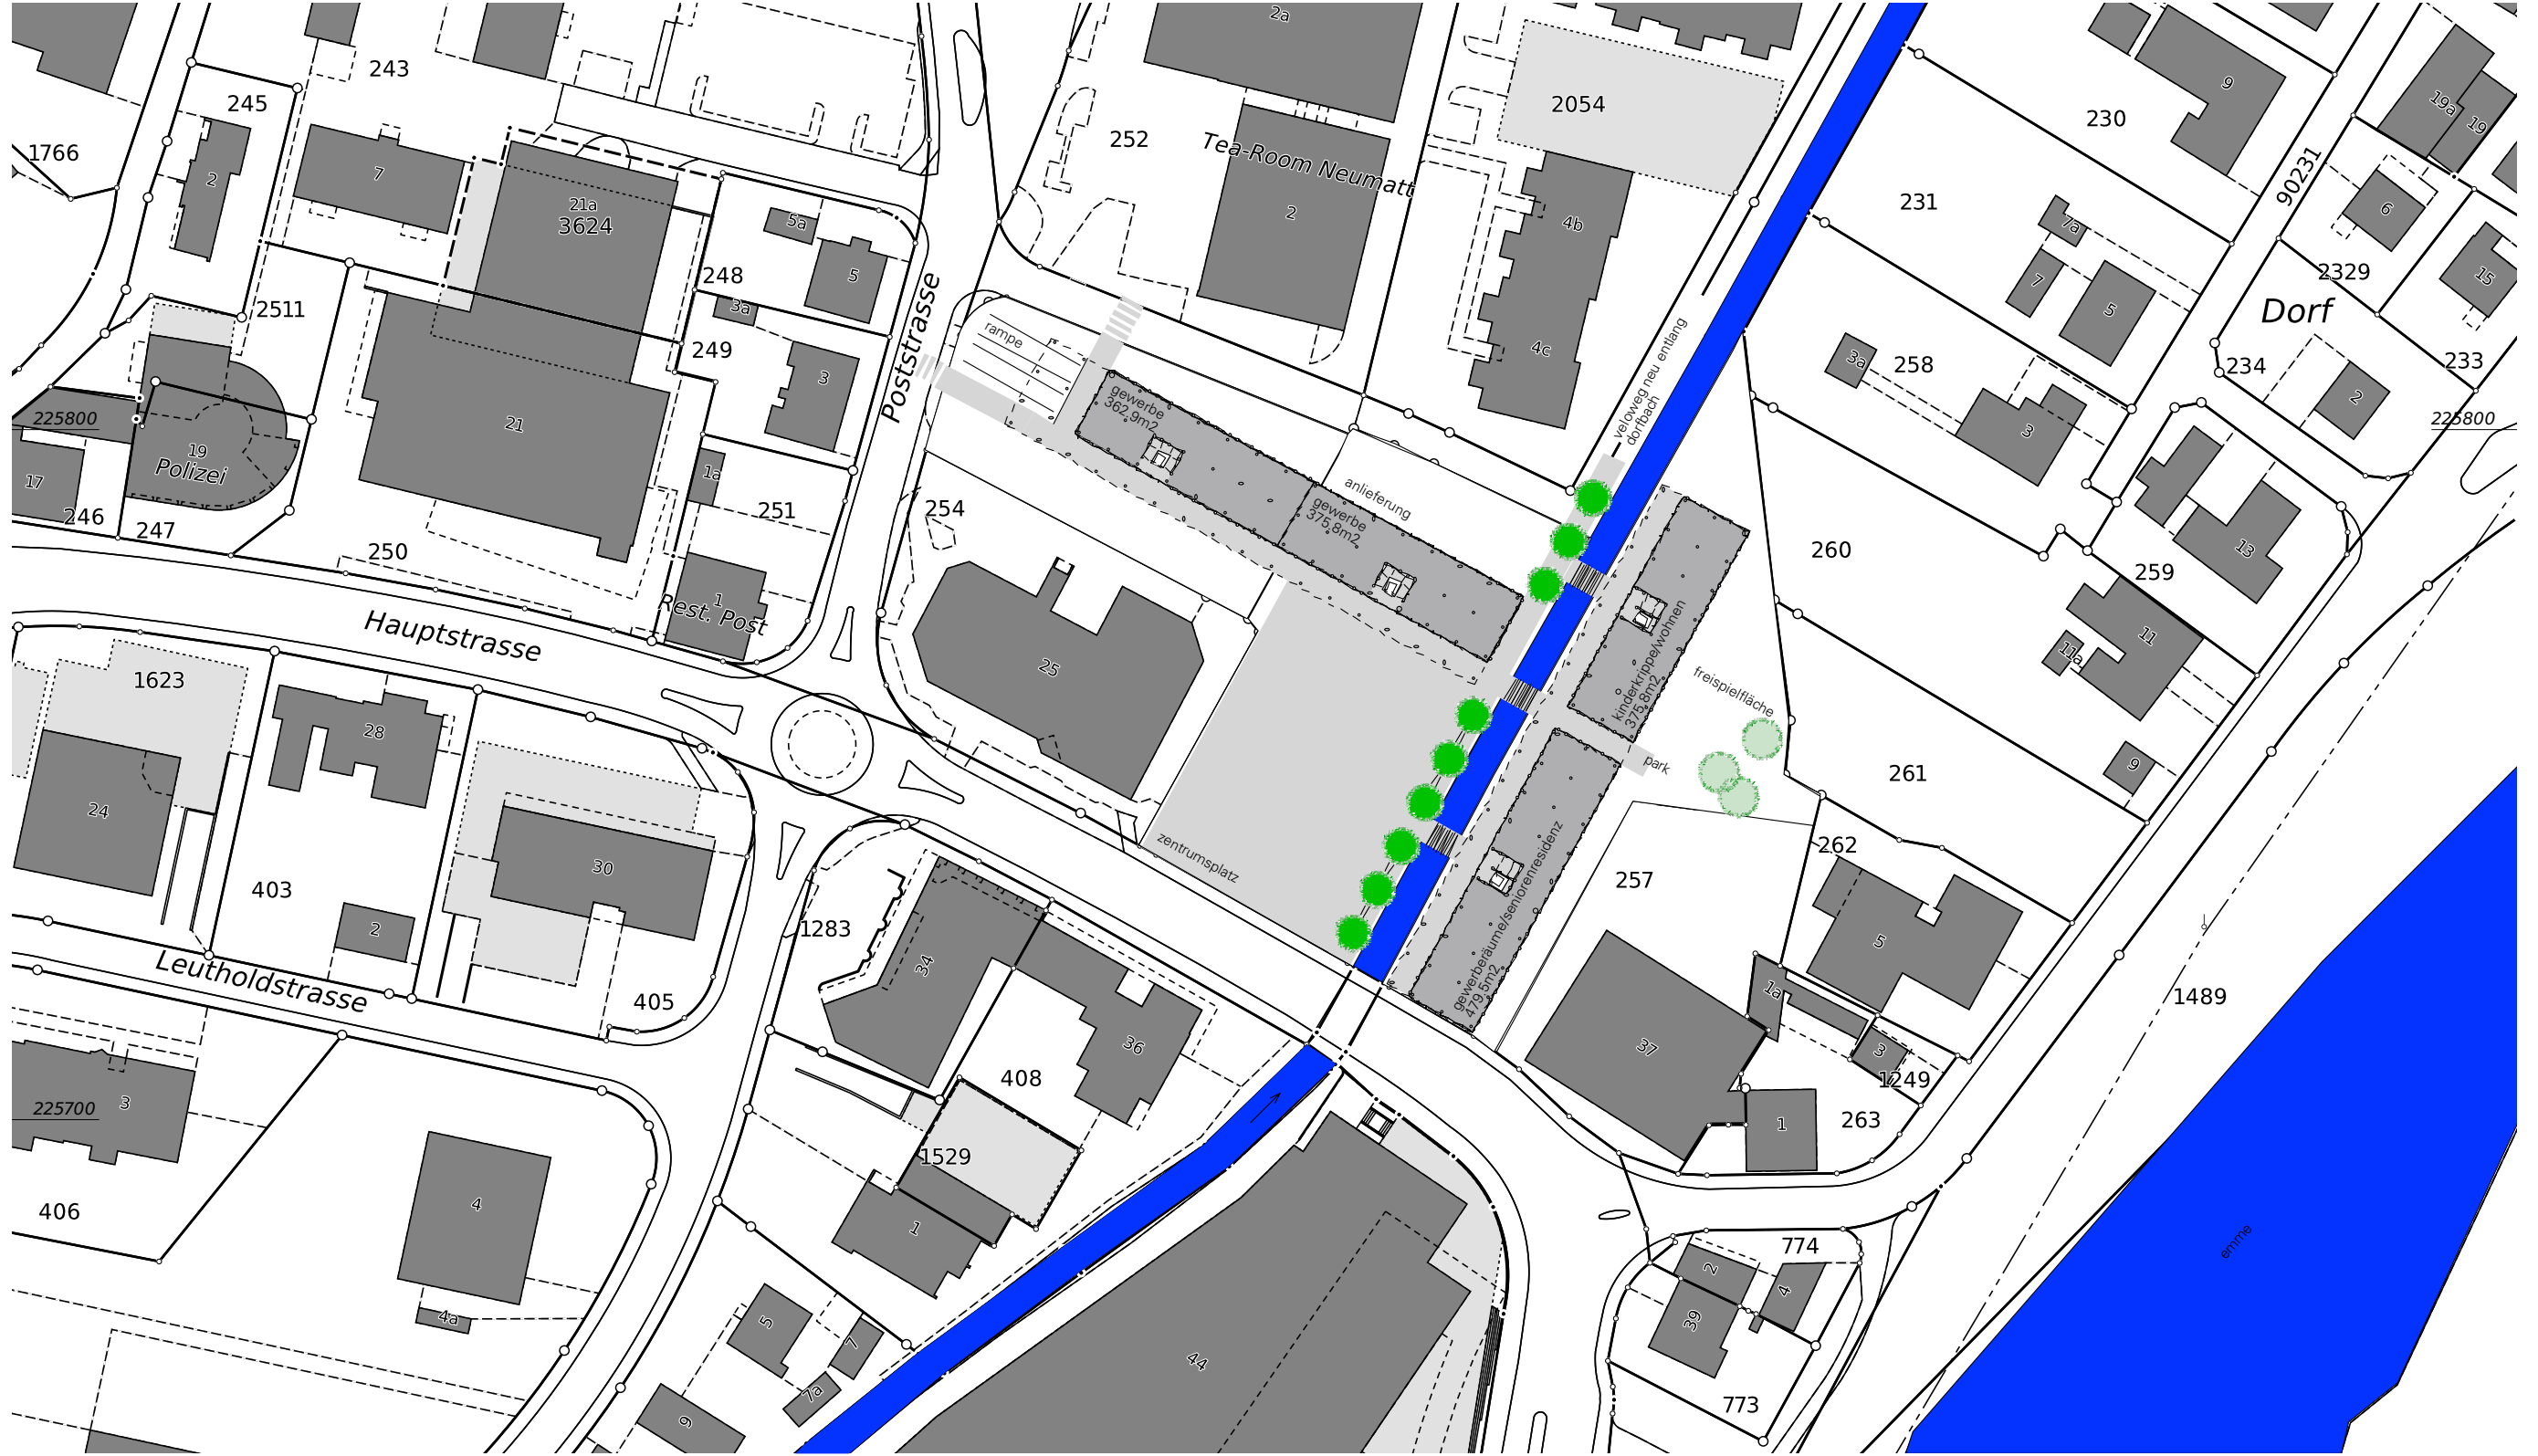 2a
243
245
9
2054
230
19a
19
252
1766
Tea-Room Neumatt
7
2
90231
21a
3624
5a
2
4b
231
7a
6
248
5
2329
15
2511
3a
7
5
Dorf
Poststrasse
rampe
249
4c
veloweg neu entlang
dorfbach
3a
258
234
233
3
2
gewerbe
362.9m2
225800
21
3
225800
19
Polizei
17
1a
251
254
anlieferung
gewerbe
375.8m2
246
247
250
260
13
259
1
Rest. Post
Hauptstrasse
25
kinderkrippe/wohnen
375.8m2
11
11a
1623
freispielfläche
28
park
9
261
24
30
zentrumsplatz
262
257
403
gewerberäume/seniorenresidenz
479.5m2
2
1283
5
34
Leutholdstrasse
405
1a
1489
36
37
3
408
1249
225700
3
263
1
1529
406
4
1
774
emme
2
4
4a
5
7
39
44
7a
773
9